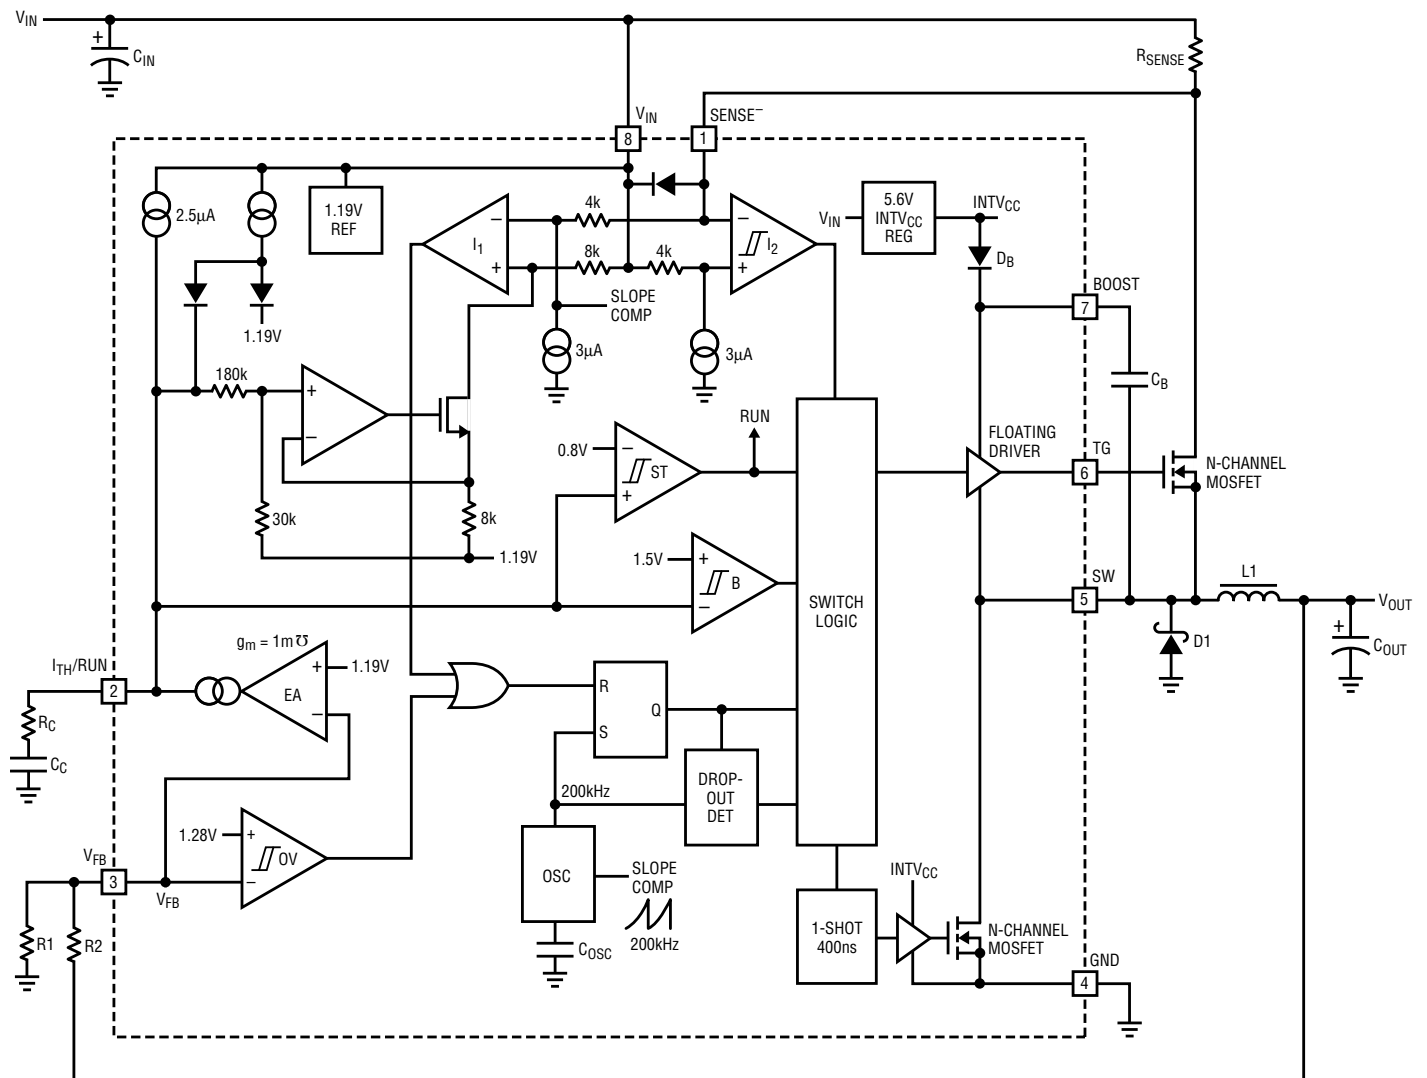 VIN
+
CIN
RSENSE
VIN
SENSE−
8
1
2.5µA
1.19V
REF
4k
−
I1
+
8k
4k
−
I2
+
VIN
5.6V
INTVCC
REG
INTVCC
DB
BOOST
7
1.19V
SLOPE
COMP
3µA
3µA
CB
180k
+
−
RUN
0.8V
−
ST
+
FLOATING
DRIVER
TG
6
N-CHANNEL
MOSFET
30k
8k
1.19V
1.5V
+
B
−
SWITCH
LOGIC
SW
5
L1
VOUT
+
COUT
D1
gm = 1m℧
ITH/RUN
2
+
1.19V
EA
−
RC
CC
R
Q
S
200kHz
DROP-
OUT
DET
1.28V
+
OV
−
VFB
3
VFB
OSC
SLOPE
COMP
200kHz
COSC
R1
R2
INTVCC
1-SHOT
400ns
N-CHANNEL
MOSFET
GND
4